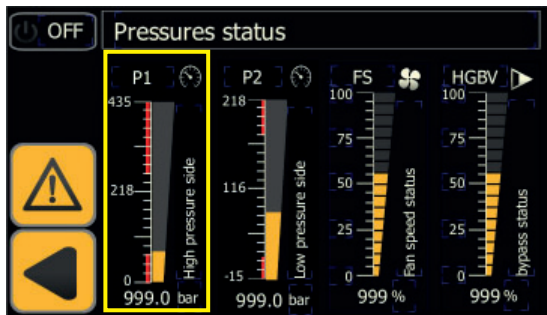 OFF
Pressures status
P1
435
218
0
High pressure side
999.0 bar
P2
218
116
-15
Low pressure side
999.0 bar
FS
100
75
50
25
0
Fan speed status
999 %
HGBV
100
75
50
25
0
bypass status
999 %